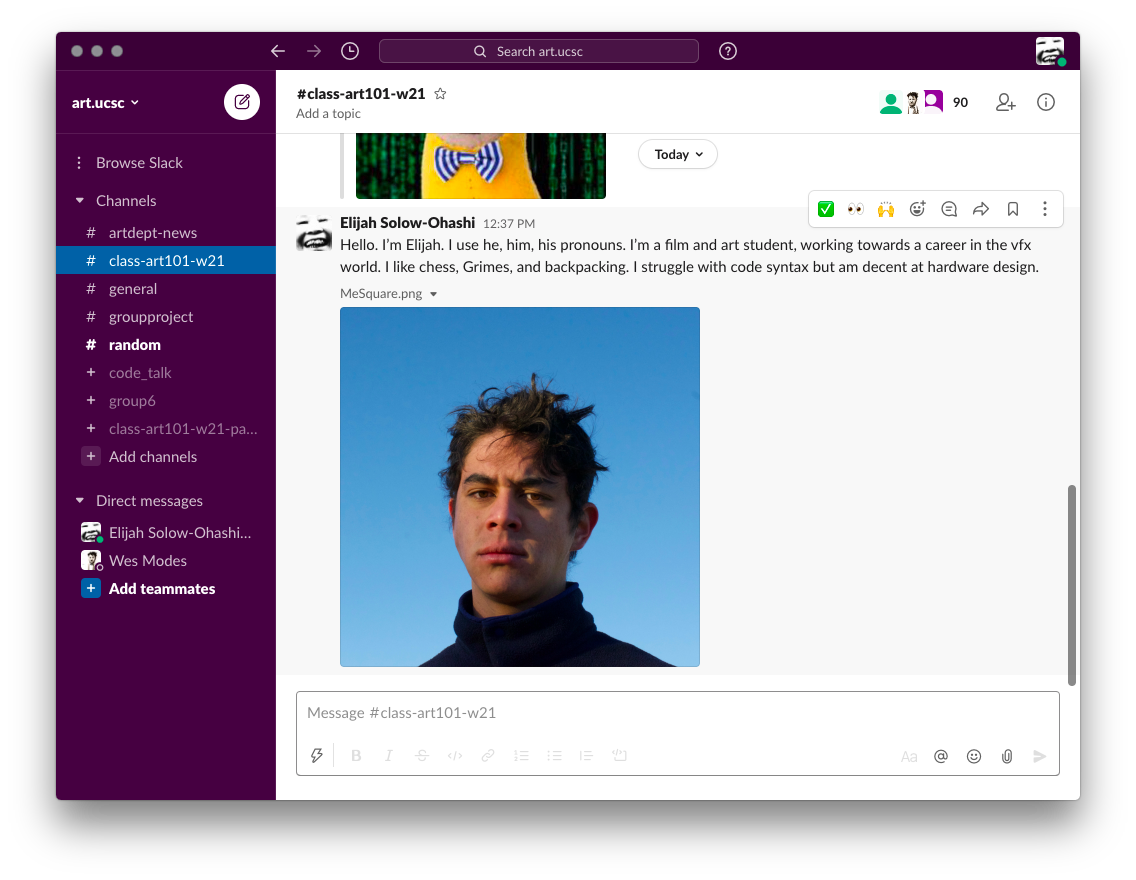 Search art.ucsc
art.ucsc
#class-art101-w21
Add a topic
90
Browse Slack
Channels
# artdept-news
# class-art101-w21
# general
# groupproject
# random
+ code_talk
+ group6
+ class-art101-w21-pa...
+ Add channels
Direct messages
Elijah Solow-Ohashi...
Wes Modes
+ Add teammates
Today
Elijah Solow-Ohashi 12:37 PM
Hello. I’m Elijah. I use he, him, his pronouns. I’m a film and art student, working towards a career in the vfx
world. I like chess, Grimes, and backpacking. I struggle with code syntax but am decent at hardware design.
MeSquare.png
Message #class-art101-w21
B I S </> Aa @